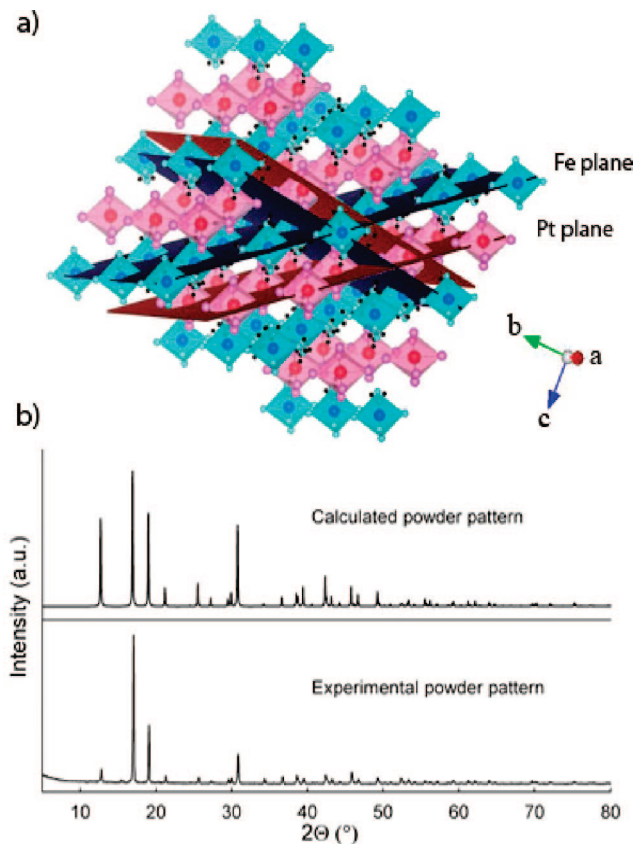 a)
Fe plane
Pt plane
b
a
c
b)
Calculated powder pattern
Experimental powder pattern
Intensity (a.u.)
10 20 30 40 50 60 70 80
2Θ (°)